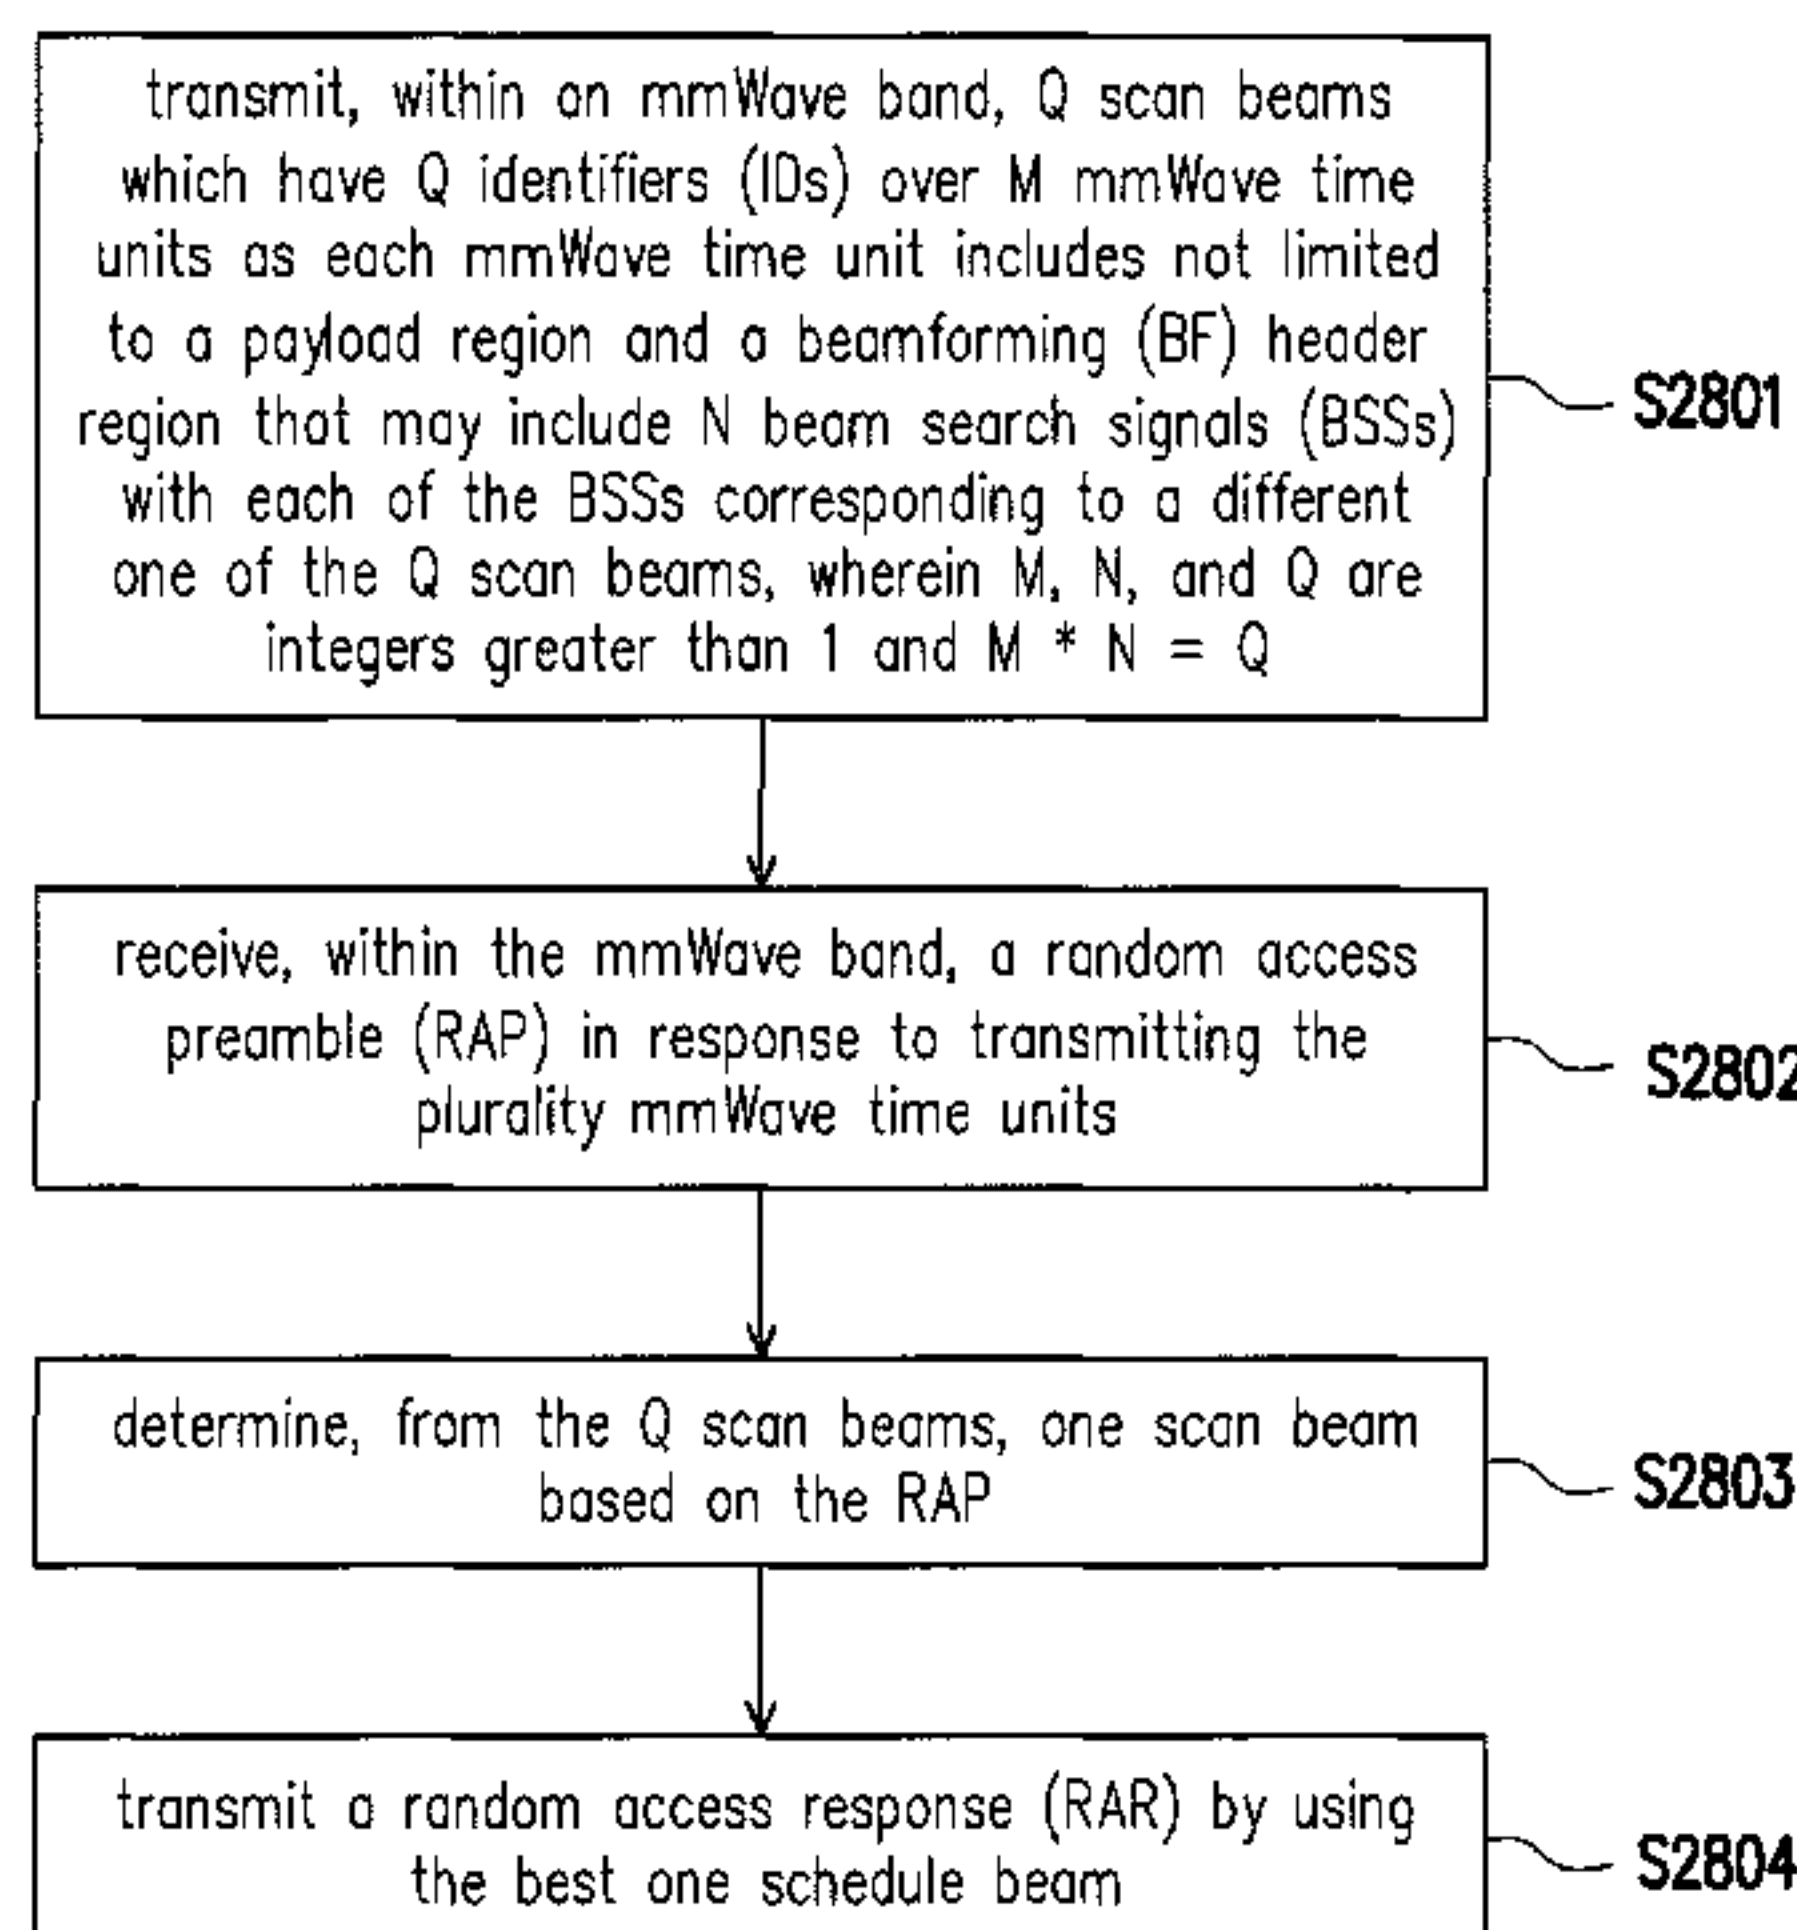 transmit, within an mmWave band, Q scan beams
which have Q identifiers (IDs) over M mmWave time
units as each mmWave time unit includes not limited
to a payload region and a beamforming (BF) header
region that may include N beam search signals (BSSs)
with each of the BSSs corresponding to a different
one of the Q scan beams, wherein M, N, and Q are
integers greater than 1 and M * N = Q
S2801
receive, within the mmWave band, a random access
preamble (RAP) in response to transmitting the
plurality mmWave time units
S2802
determine, from the Q scan beams, one scan beam
based on the RAP
S2803
transmit a random access response (RAR) by using
the best one schedule beam
S2804